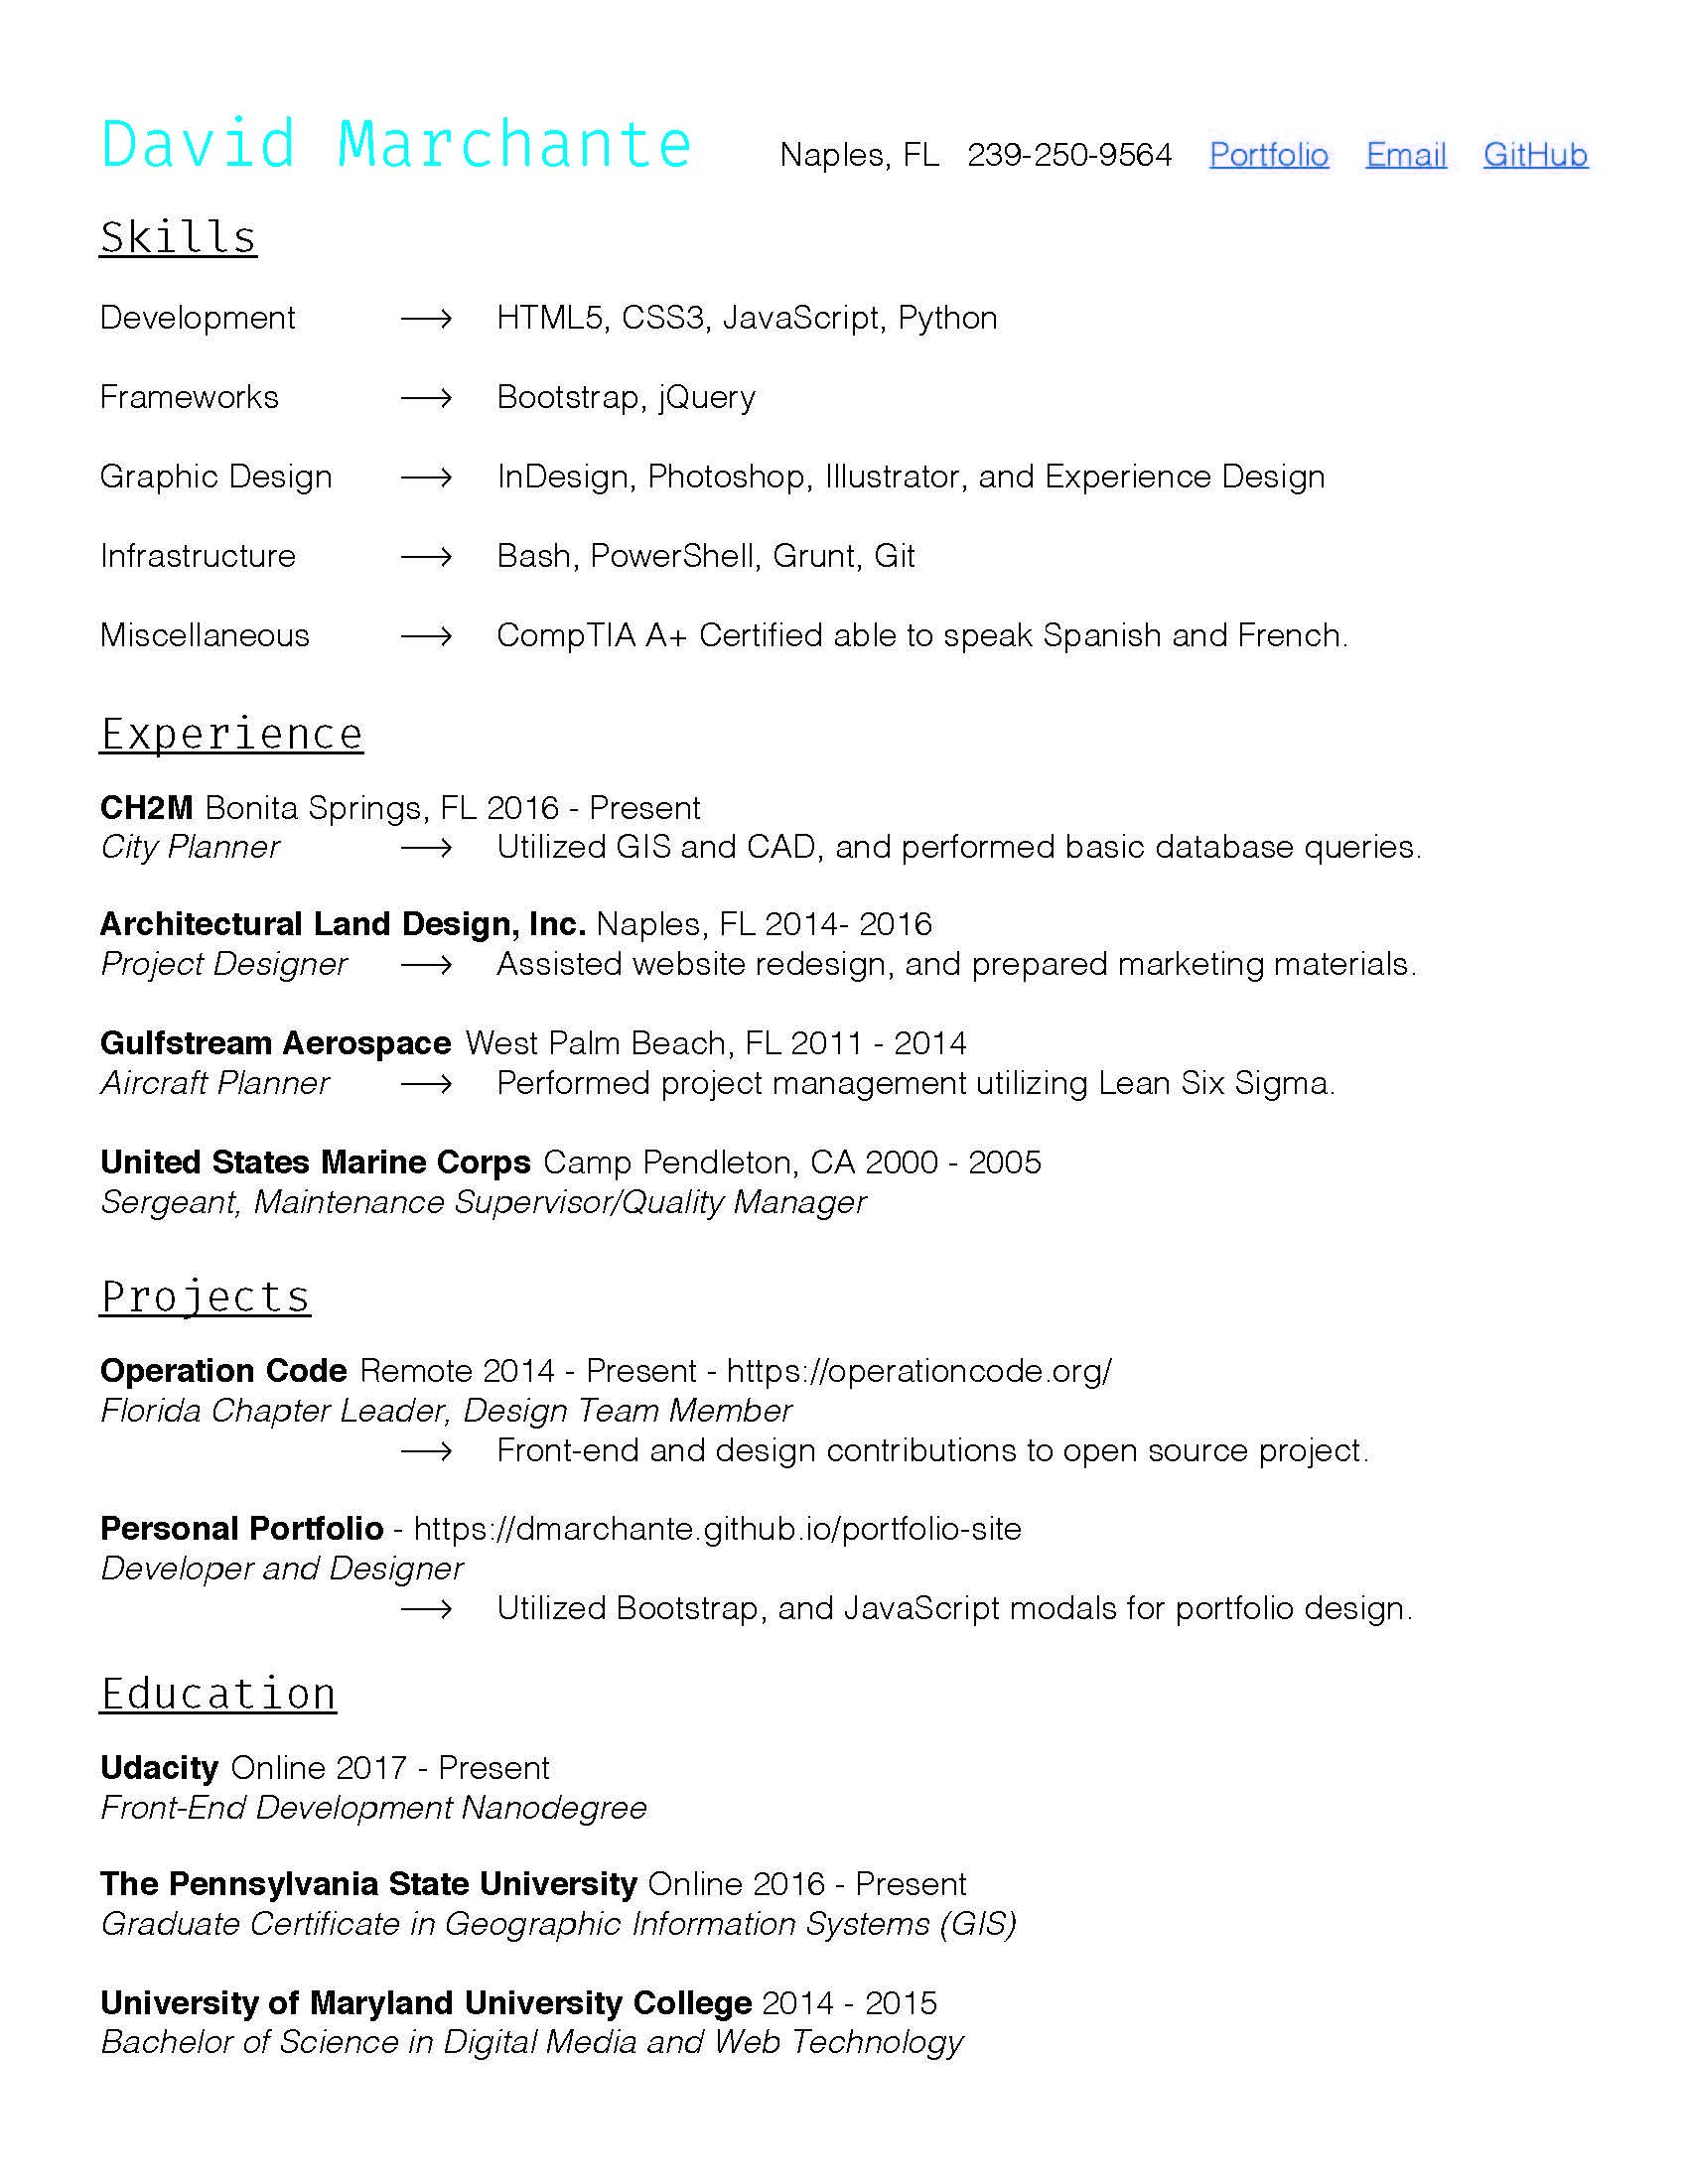 David Marchante Naples, FL 239-250-9564 Portfolio Email GitHub
Skills
Development → HTML5, CSS3, JavaScript, Python
Frameworks → Bootstrap, jQuery
Graphic Design → InDesign, Photoshop, Illustrator, and Experience Design
Infrastructure → Bash, PowerShell, Grunt, Git
Miscellaneous → CompTIA A+ Certified able to speak Spanish and French.
Experience
CH2M Bonita Springs, FL 2016 - Present
City Planner → Utilized GIS and CAD, and performed basic database queries.
Architectural Land Design, Inc. Naples, FL 2014- 2016
Project Designer → Assisted website redesign, and prepared marketing materials.
Gulfstream Aerospace West Palm Beach, FL 2011 - 2014
Aircraft Planner → Performed project management utilizing Lean Six Sigma.
United States Marine Corps Camp Pendleton, CA 2000 - 2005
Sergeant, Maintenance Supervisor/Quality Manager
Projects
Operation Code Remote 2014 - Present - https://operationcode.org/
Florida Chapter Leader, Design Team Member
→ Front-end and design contributions to open source project.
Personal Portfolio - https://dmarchante.github.io/portfolio-site
Developer and Designer
→ Utilized Bootstrap, and JavaScript modals for portfolio design.
Education
Udacity Online 2017 - Present
Front-End Development Nanodegree
The Pennsylvania State University Online 2016 - Present
Graduate Certificate in Geographic Information Systems (GIS)
University of Maryland University College 2014 - 2015
Bachelor of Science in Digital Media and Web Technology